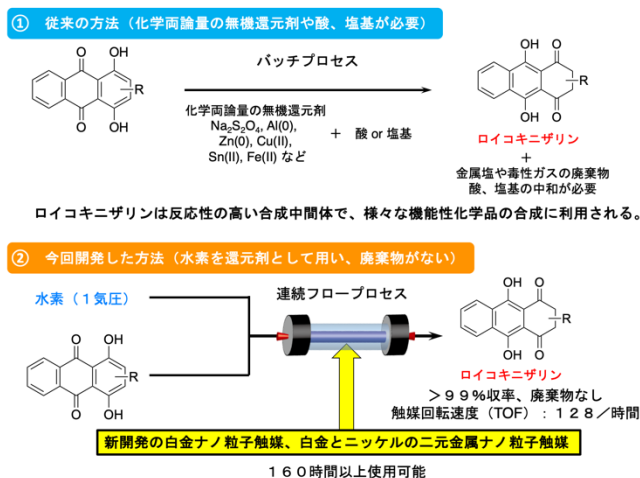 ① 従来の方法（化学両論量の無機還元剤や酸、塩基が必要）
O OH
R
O OH
バッチプロセス
化学両論量の無機還元剤
Na2S2O4, Al(0),
Zn(0), Cu(II),
Sn(II), Fe(II) など
+ 酸 or 塩基
OH O
R
OH O
ロイコキニザリン
+
金属塩や毒性ガスの廃棄物
酸、塩基の中和が必要
ロイコキニザリンは反応性の高い合成中間体で、様々な機能性化学品の合成に利用される。
② 今回開発した方法（水素を還元剤として用い、廃棄物がない）
水素（１気圧）
O OH
R
O OH
連続フロープロセス
OH O
R
OH O
ロイコキニザリン
＞９９％収率、廃棄物なし
触媒回転速度（TOF）：１２８／時間
新開発の白金ナノ粒子触媒、白金とニッケルの二元金属ナノ粒子触媒
１６０時間以上使用可能